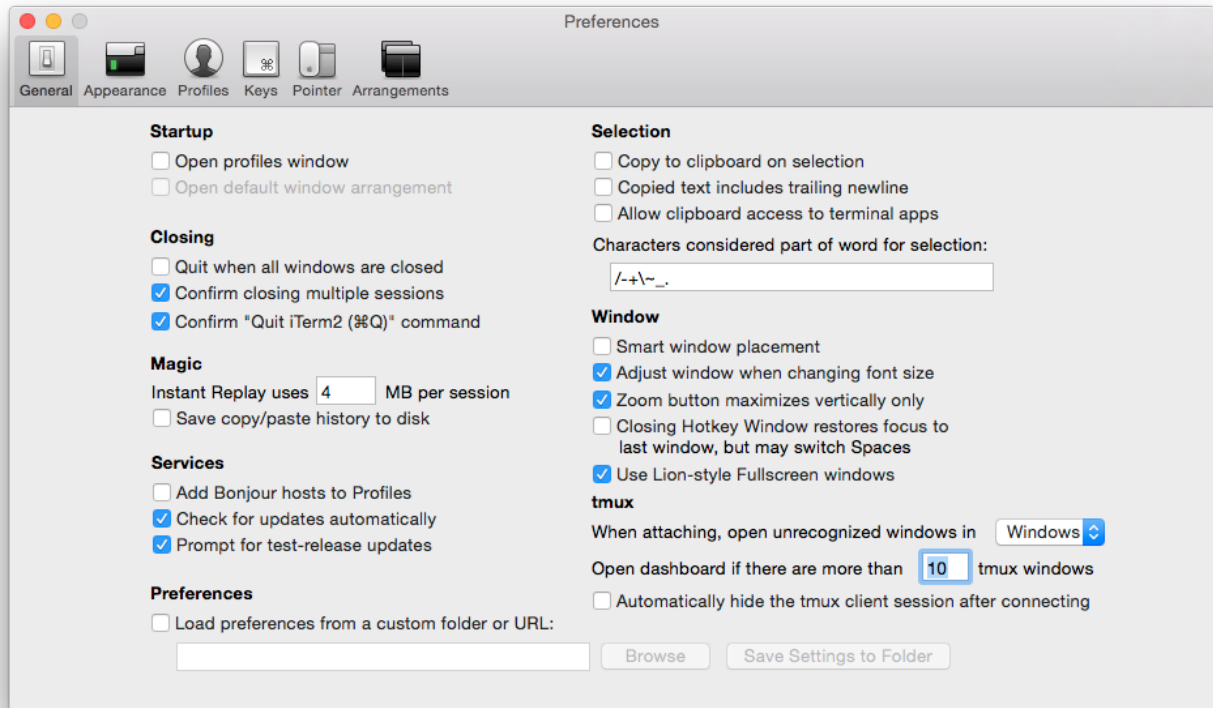 Preferences
General Appearance Profiles Keys Pointer Arrangements
Startup
Open profiles window
Open default window arrangement
Closing
Quit when all windows are closed
Confirm closing multiple sessions
Confirm "Quit iTerm2 (⌘Q)" command
Magic
Instant Replay uses 4 MB per session
Save copy/paste history to disk
Services
Add Bonjour hosts to Profiles
Check for updates automatically
Prompt for test-release updates
Preferences
Load preferences from a custom folder or URL:
Browse Save Settings to Folder
Selection
Copy to clipboard on selection
Copied text includes trailing newline
Allow clipboard access to terminal apps
Characters considered part of word for selection:
/-+\~_.
Window
Smart window placement
Adjust window when changing font size
Zoom button maximizes vertically only
Closing Hotkey Window restores focus to
last window, but may switch Spaces
Use Lion-style Fullscreen windows
tmux
When attaching, open unrecognized windows in Windows
Open dashboard if there are more than 10 tmux windows
Automatically hide the tmux client session after connecting